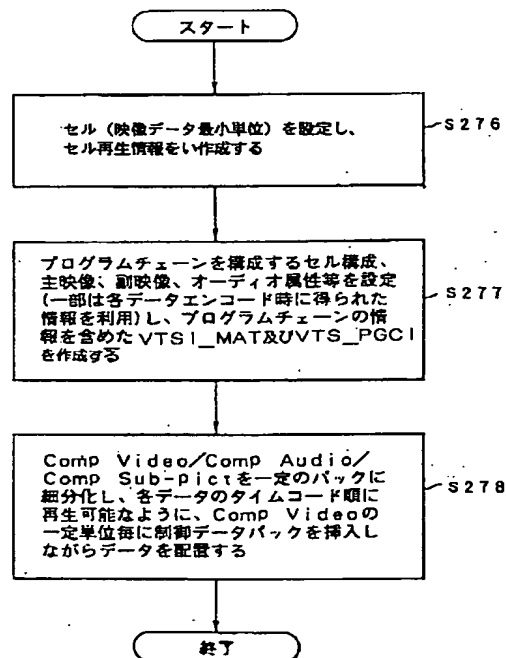 スタート
セル(映像データ最小単位)を設定し、
セル再生情報をい作成する
S276
プログラムチェーンを構成するセル構成、
主映像、副映像、オーディオ属性等を設定
(一部は各データエンコード時に得られた
情報を利用)し、プログラムチェーンの情
報を含めたVTSI_MAT及びVTS_PGCI
を作成する
S277
Comp Video/Comp Audio/
Comp Sub-pictを一定のパックに
細分化し、各データのタイムコード順に
再生可能なように、Comp Videoの
一定単位毎に制御データパックを挿入し
ながらデータを配置する
S278
終了